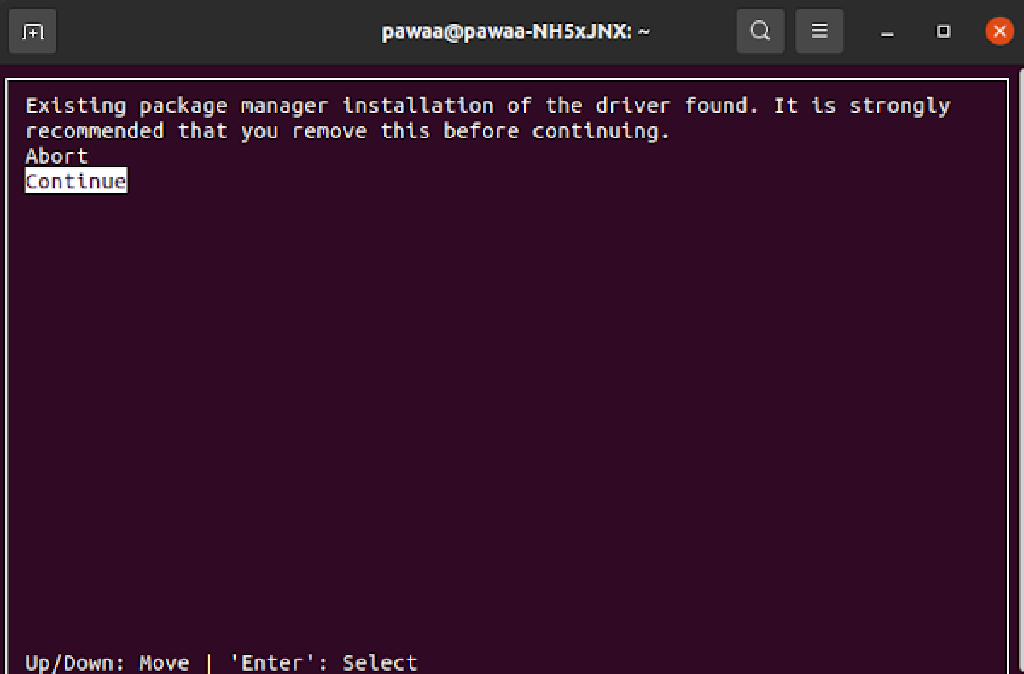 pawaa@pawaa-NH5xJNX: ~
Existing package manager installation of the driver found. It is strongly
recommended that you remove this before continuing.
Abort
Continue
Up/Down: Move | 'Enter': Select